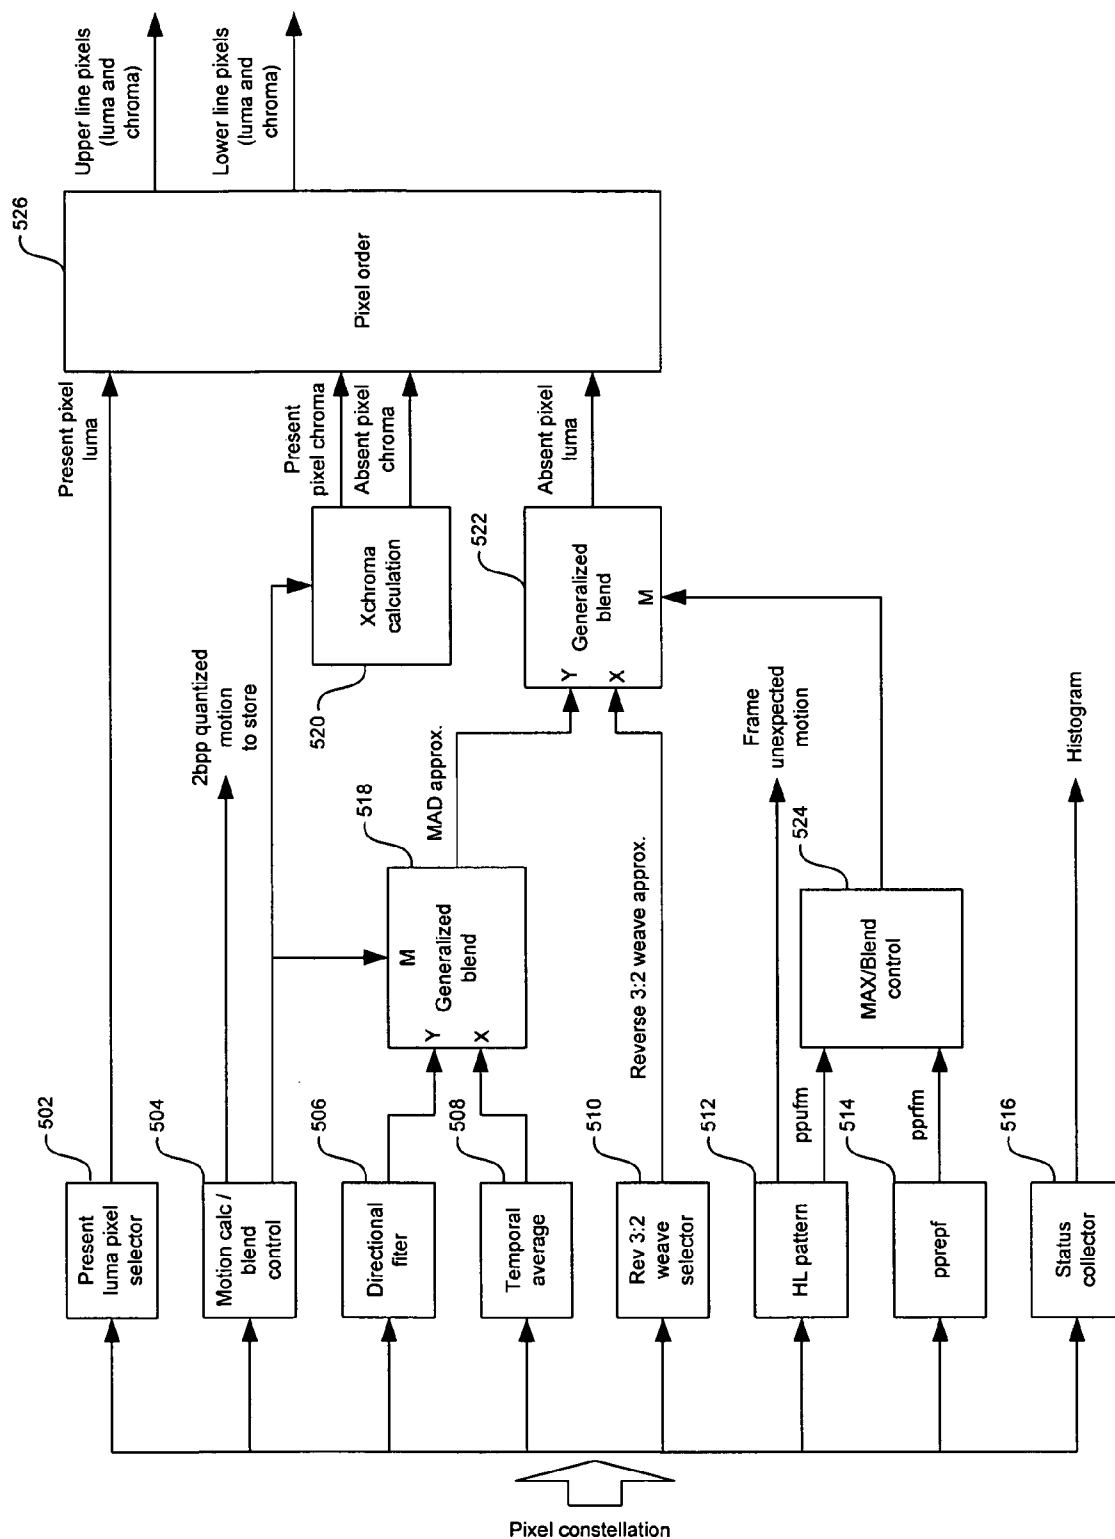 Pixel constellation
502
Present
luma pixel
selector
504
Motion calc /
blend
control
506
Directional
fiter
508
Temporal
average
510
Rev 3:2
weave
selector
512
HL pattern
514
pprepf
516
Status
collector
ppufm
pprfm
2bpp quantized
motion
to store
518
M
Y
X
Generalized
blend
MAD approx.
Reverse 3:2 weave approx.
520
Xchroma
calculation
522
Y
X
M
Generalized
blend
524
MAX/Blend
control
Frame
unexpected
motion
Histogram
Present pixel
luma
Present
pixel chroma
Absent pixel
chroma
Absent pixel
luma
526
Pixel order
Upper line pixels
(luma and
chroma)
Lower line pixels
(luma and
chroma)